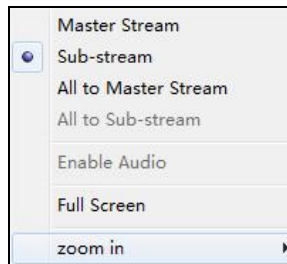 Master Stream
Sub-stream
All to Master Stream
All to Sub-stream
Enable Audio
Full Screen
zoom in